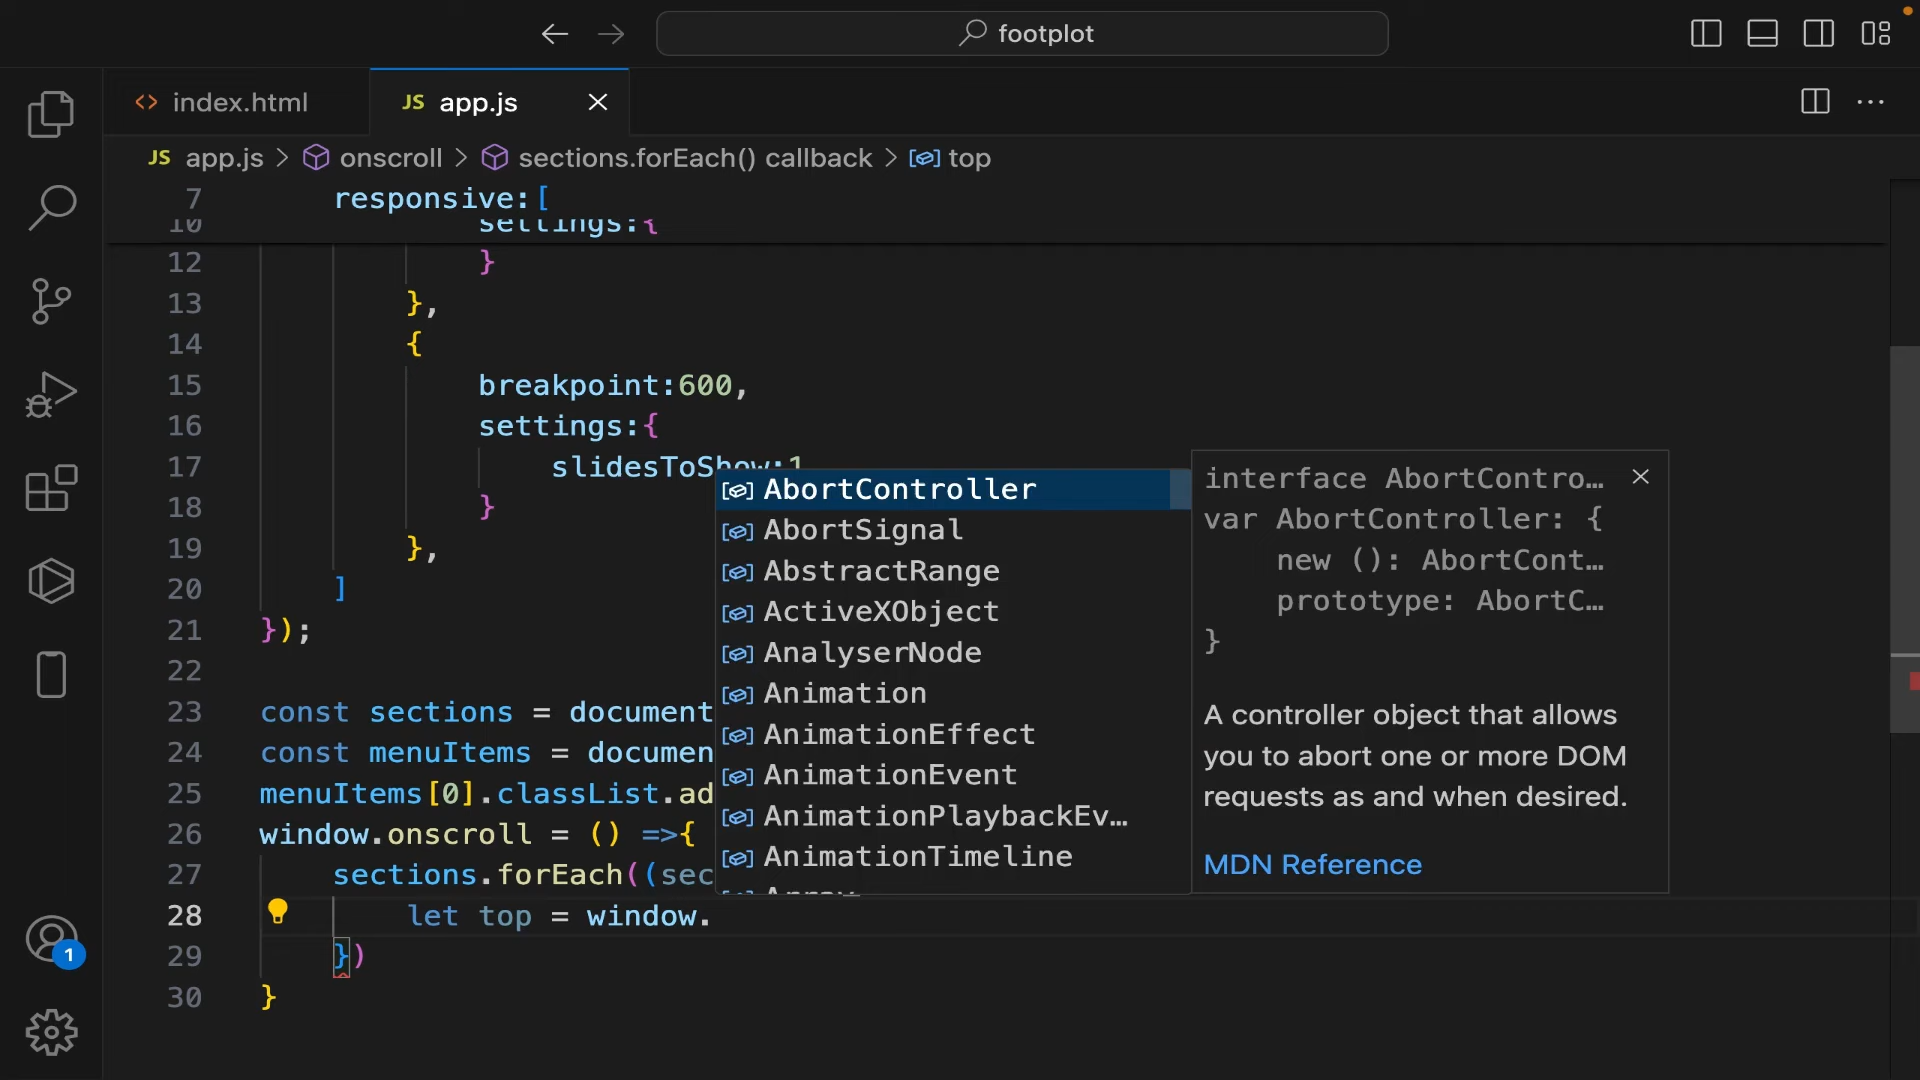 footplot
index.html
JS app.js
JS app.js > onscroll > sections.forEach() callback > top
7 responsive:[
10 settings:{
12 }
13 },
14 {
15 breakpoint:600,
16 settings:{
17 slidesToShow:1
18 }
19 },
20 ]
21 });
22
23 const sections = document
24 const menuItems = documen
25 menuItems[0].classList.ad
26 window.onscroll = () =>{
27 sections.forEach((sec
28 let top = window.
29 })
30 }
AbortController
AbortSignal
AbstractRange
ActiveXObject
AnalyserNode
Animation
AnimationEffect
AnimationEvent
AnimationPlaybackEv…
AnimationTimeline
Array
interface AbortContro…
var AbortController: {
new (): AbortCont…
prototype: AbortC…
}
A controller object that allows
you to abort one or more DOM
requests as and when desired.
MDN Reference
1